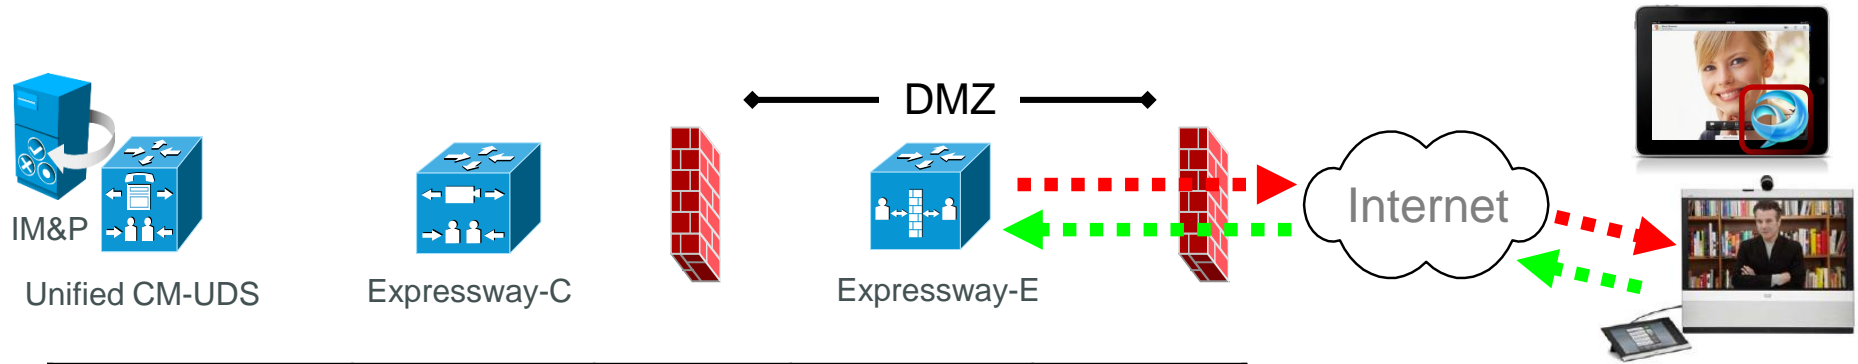 DMZ
IM&P
Unified CM-UDS
Expressway-C
Expressway-E
Internet